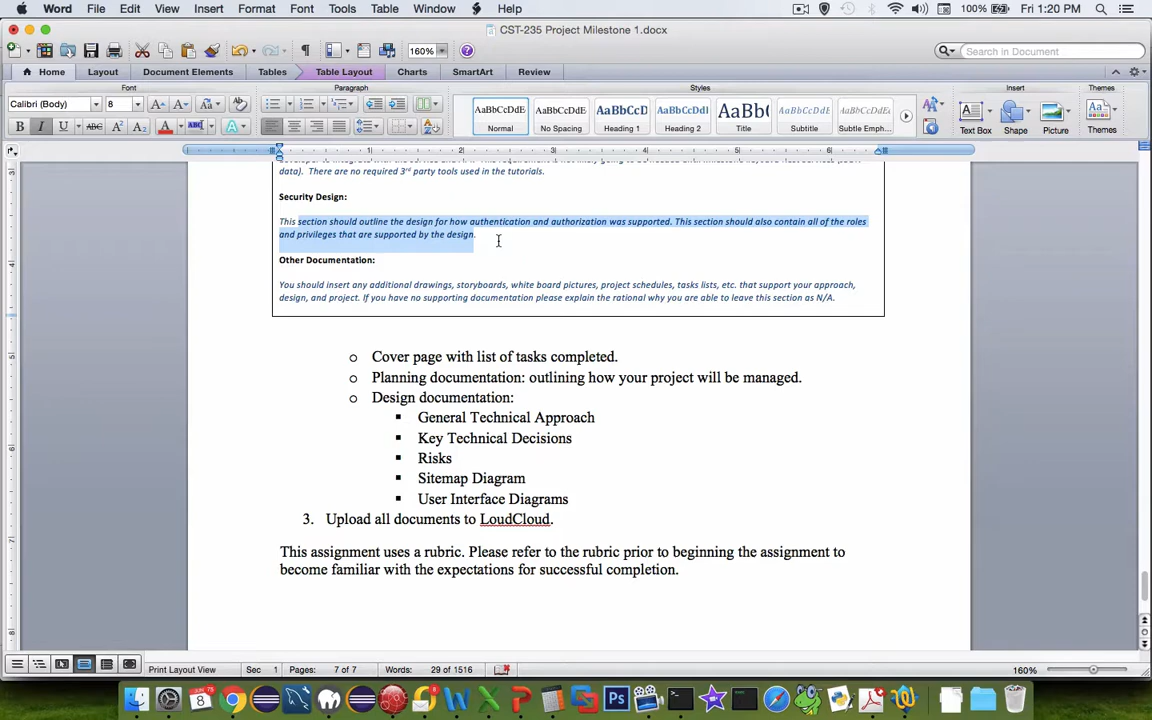 Word File Edit View Insert Format Font Tools Table Window Help 100% Fri 1:20 PM
CST-235 Project Milestone 1.docx
160% Search in Document
Home Layout Document Elements Tables Table Layout Charts SmartArt Review
Font Paragraph Styles Insert Themes
Calibri (Body) 8 AaBbCcDdE AaBbCcDdE AaBbCcD AaBbCcDdI AaBb( AaBbCcDdE AaBbCcDdE
Normal No Spacing Heading 1 Heading 2 Title Subtitle Subtle Emph... Text Box Shape Picture Themes
data). There are no required 3rd party tools used in the tutorials.
Security Design:
This section should outline the design for how authentication and authorization was supported. This section should also contain all of the roles
and privileges that are supported by the design.
Other Documentation:
You should insert any additional drawings, storyboards, white board pictures, project schedules, tasks lists, etc. that support your approach,
design, and project. If you have no supporting documentation please explain the rational why you are able to leave this section as N/A.
o Cover page with list of tasks completed.
o Planning documentation: outlining how your project will be managed.
o Design documentation:
▪ General Technical Approach
▪ Key Technical Decisions
▪ Risks
▪ Sitemap Diagram
▪ User Interface Diagrams
3. Upload all documents to LoudCloud.
This assignment uses a rubric. Please refer to the rubric prior to beginning the assignment to
become familiar with the expectations for successful completion.
Print Layout View Sec 1 Pages: 7 of 7 Words: 29 of 1516 160%